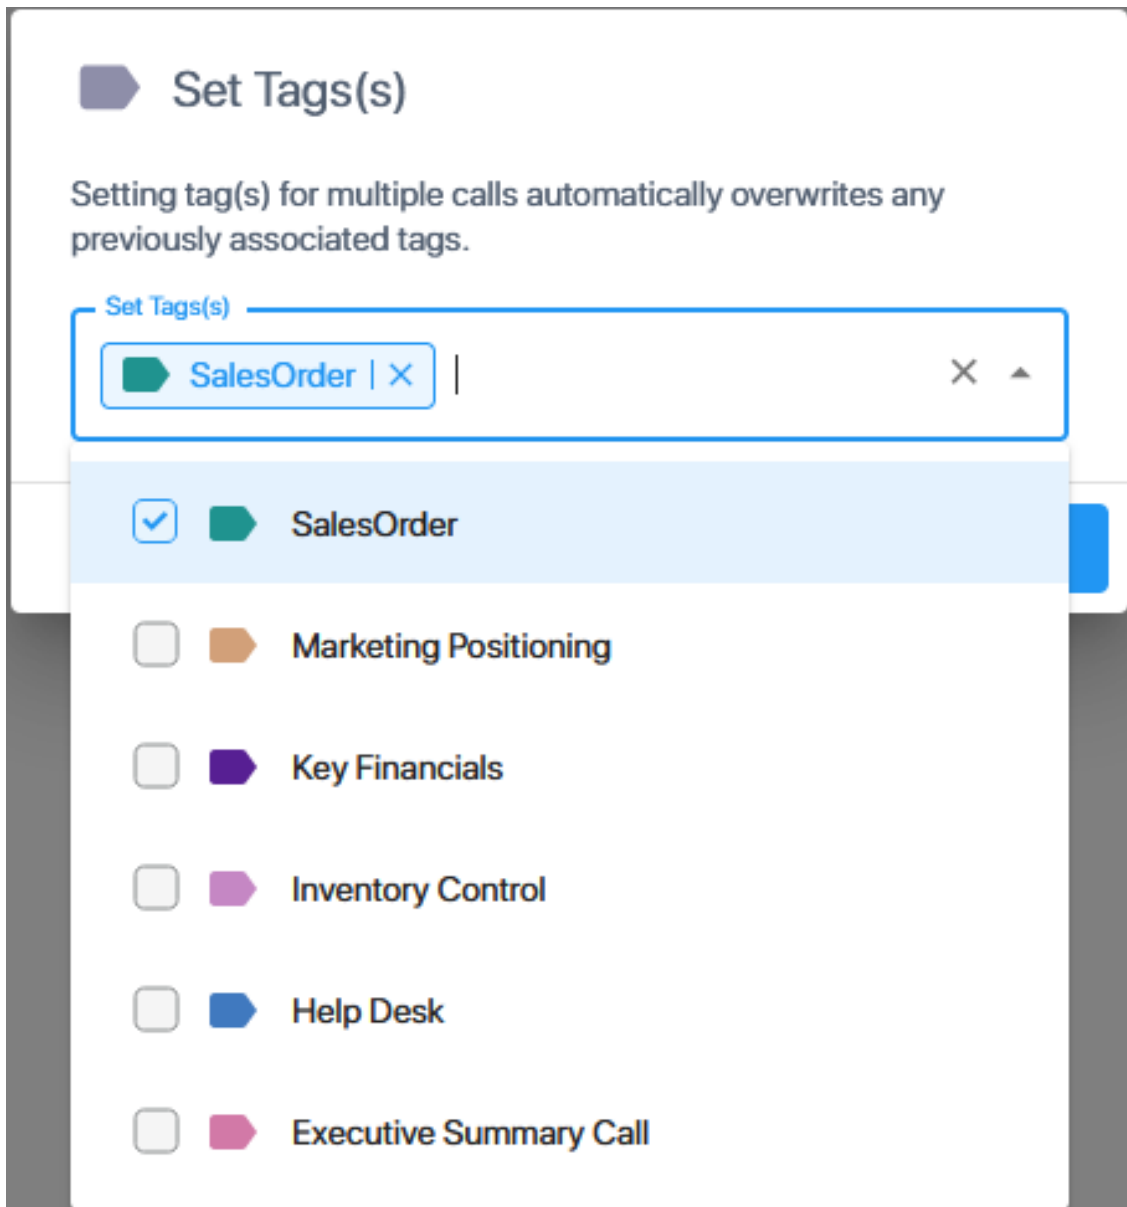 Set Tags(s)
Setting tag(s) for multiple calls automatically overwrites any
previously associated tags.
Set Tags(s)
SalesOrder
SalesOrder
Marketing Positioning
Key Financials
Inventory Control
Help Desk
Executive Summary Call